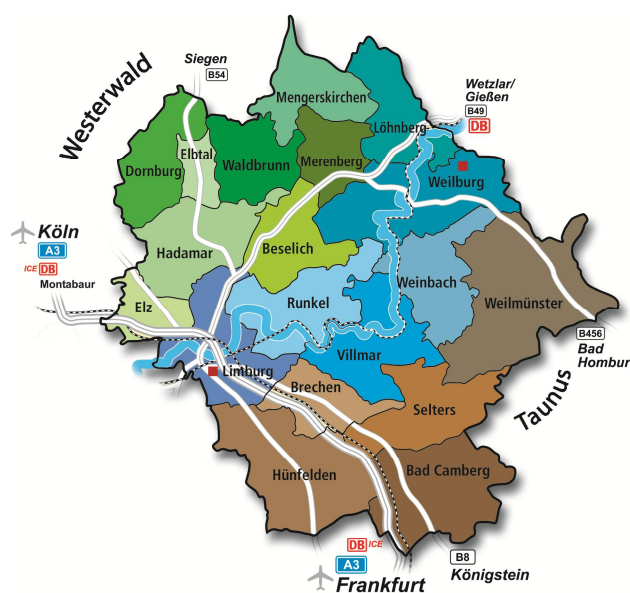 Westerwald
Siegen
B54
Wetzlar/
Gießen
B49
DB
Mengerskirchen
Löhnberg
Elbtal
Waldbrunn
Merenberg
Dornburg
Weilburg
Köln
A3
ICE DB
Montabaur
Hadamar
Beselich
Elz
Runkel
Weinbach
Weilmünster
B456
Bad
Hombur
Villmar
Limburg
Brechen
Selters
Taunus
Hünfelden
Bad Camberg
DB ICE
A3
Frankfurt
B8
Königstein